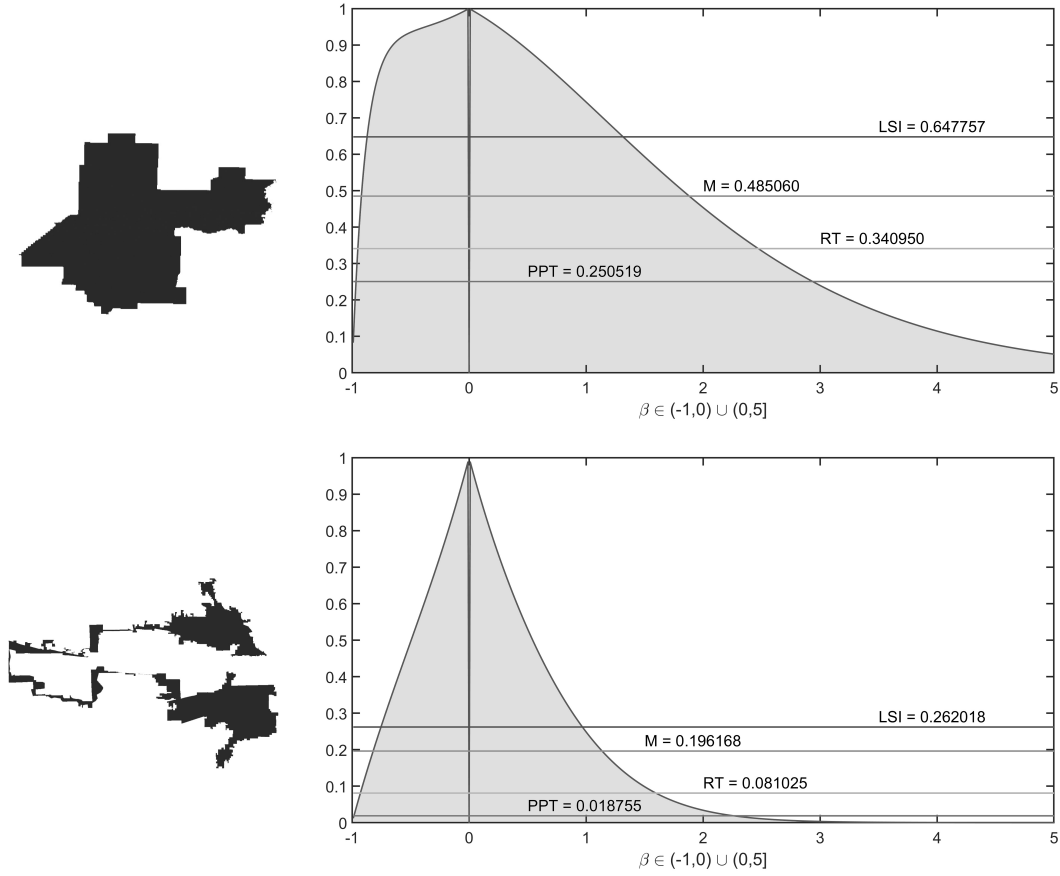 1
0.9
0.8
0.7
LSI = 0.647757
0.6
0.5
M = 0.485060
0.4
RT = 0.340950
0.3
PPT = 0.250519
0.2
0.1
0
-1 0 1 2 3 4 5
β ∈ (-1,0) ∪ (0,5]
1
0.9
0.8
0.7
0.6
0.5
0.4
0.3
LSI = 0.262018
M = 0.196168
0.2
RT = 0.081025
0.1
PPT = 0.018755
0
-1 0 1 2 3 4 5
β ∈ (-1,0) ∪ (0,5]